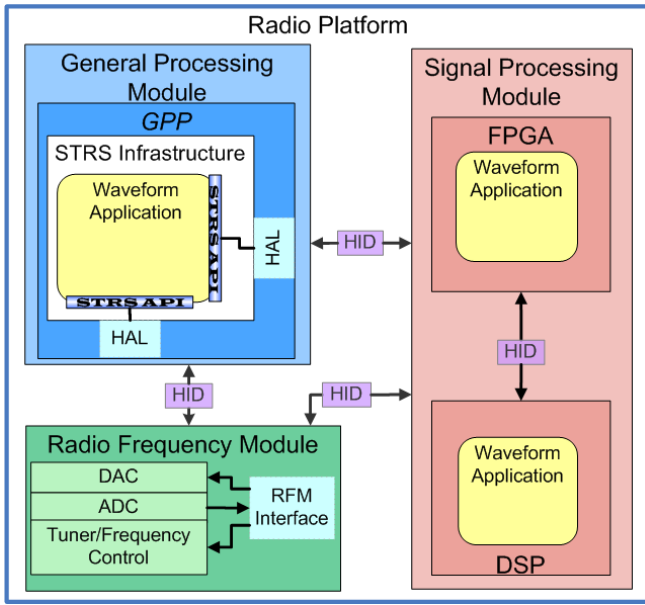 Radio Platform
General Processing
Module
GPP
STRS Infrastructure
Waveform
Application
STRS API
STRS API
HAL
HAL
HID
Signal Processing
Module
FPGA
Waveform
Application
HID
HID
HID
Radio Frequency Module
DAC
ADC
Tuner/Frequency
Control
RFM
Interface
Waveform
Application
DSP